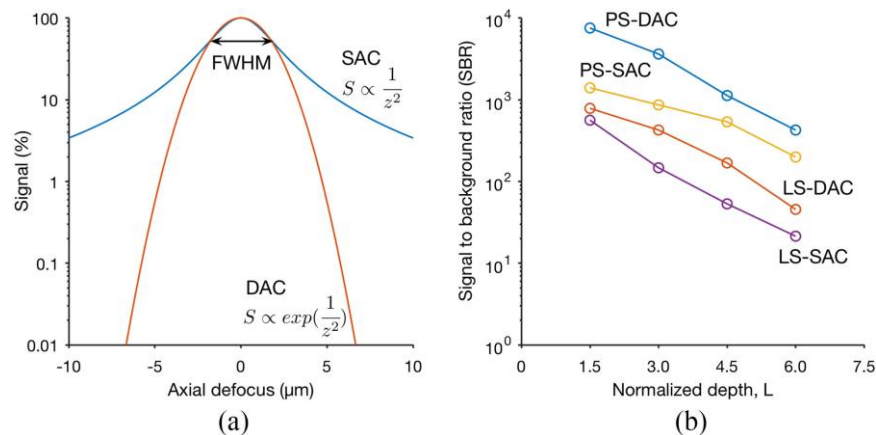 100
10
1
0.1
0.01
Signal (%)
SAC
S ∝ 1/z²
FWHM
DAC
S ∝ exp(1/z²)
-10 -5 0 5 10
Axial defocus (μm)
(a)
10⁴
10³
10²
10¹
10⁰
Signal to background ratio (SBR)
PS-DAC
PS-SAC
LS-DAC
LS-SAC
0 1.5 3.0 4.5 6.0 7.5
Normalized depth, L
(b)